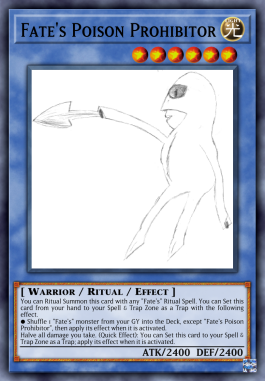 Fate's Poison Prohibitor
LIGHT
光
[ Warrior / Ritual / Effect ]
You can Ritual Summon this card with any "Fate's" Ritual Spell. You can Set this
card from your hand to your Spell & Trap Zone as a Trap with the following
effect.
● Shuffle 1 "Fate's" monster from your GY into the Deck, except "Fate's Poison
Prohibitor", then apply its effect when it is activated.
Halve all damage you take. (Quick Effect): You can Set this card to your Spell &
Trap Zone as a Trap; apply its effect when it is activated.
ATK/2400 DEF/2400